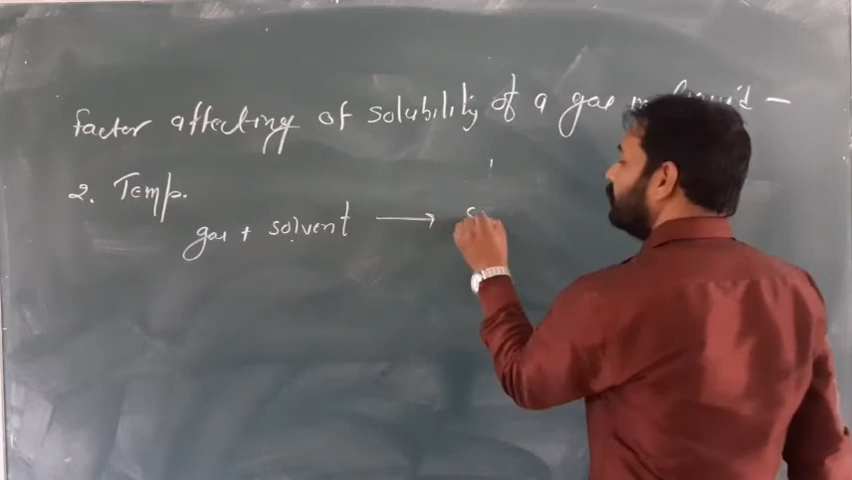 factor affecting of solubility of a gas in liquid -
2. Temp.
gas + solvent ⟶ S